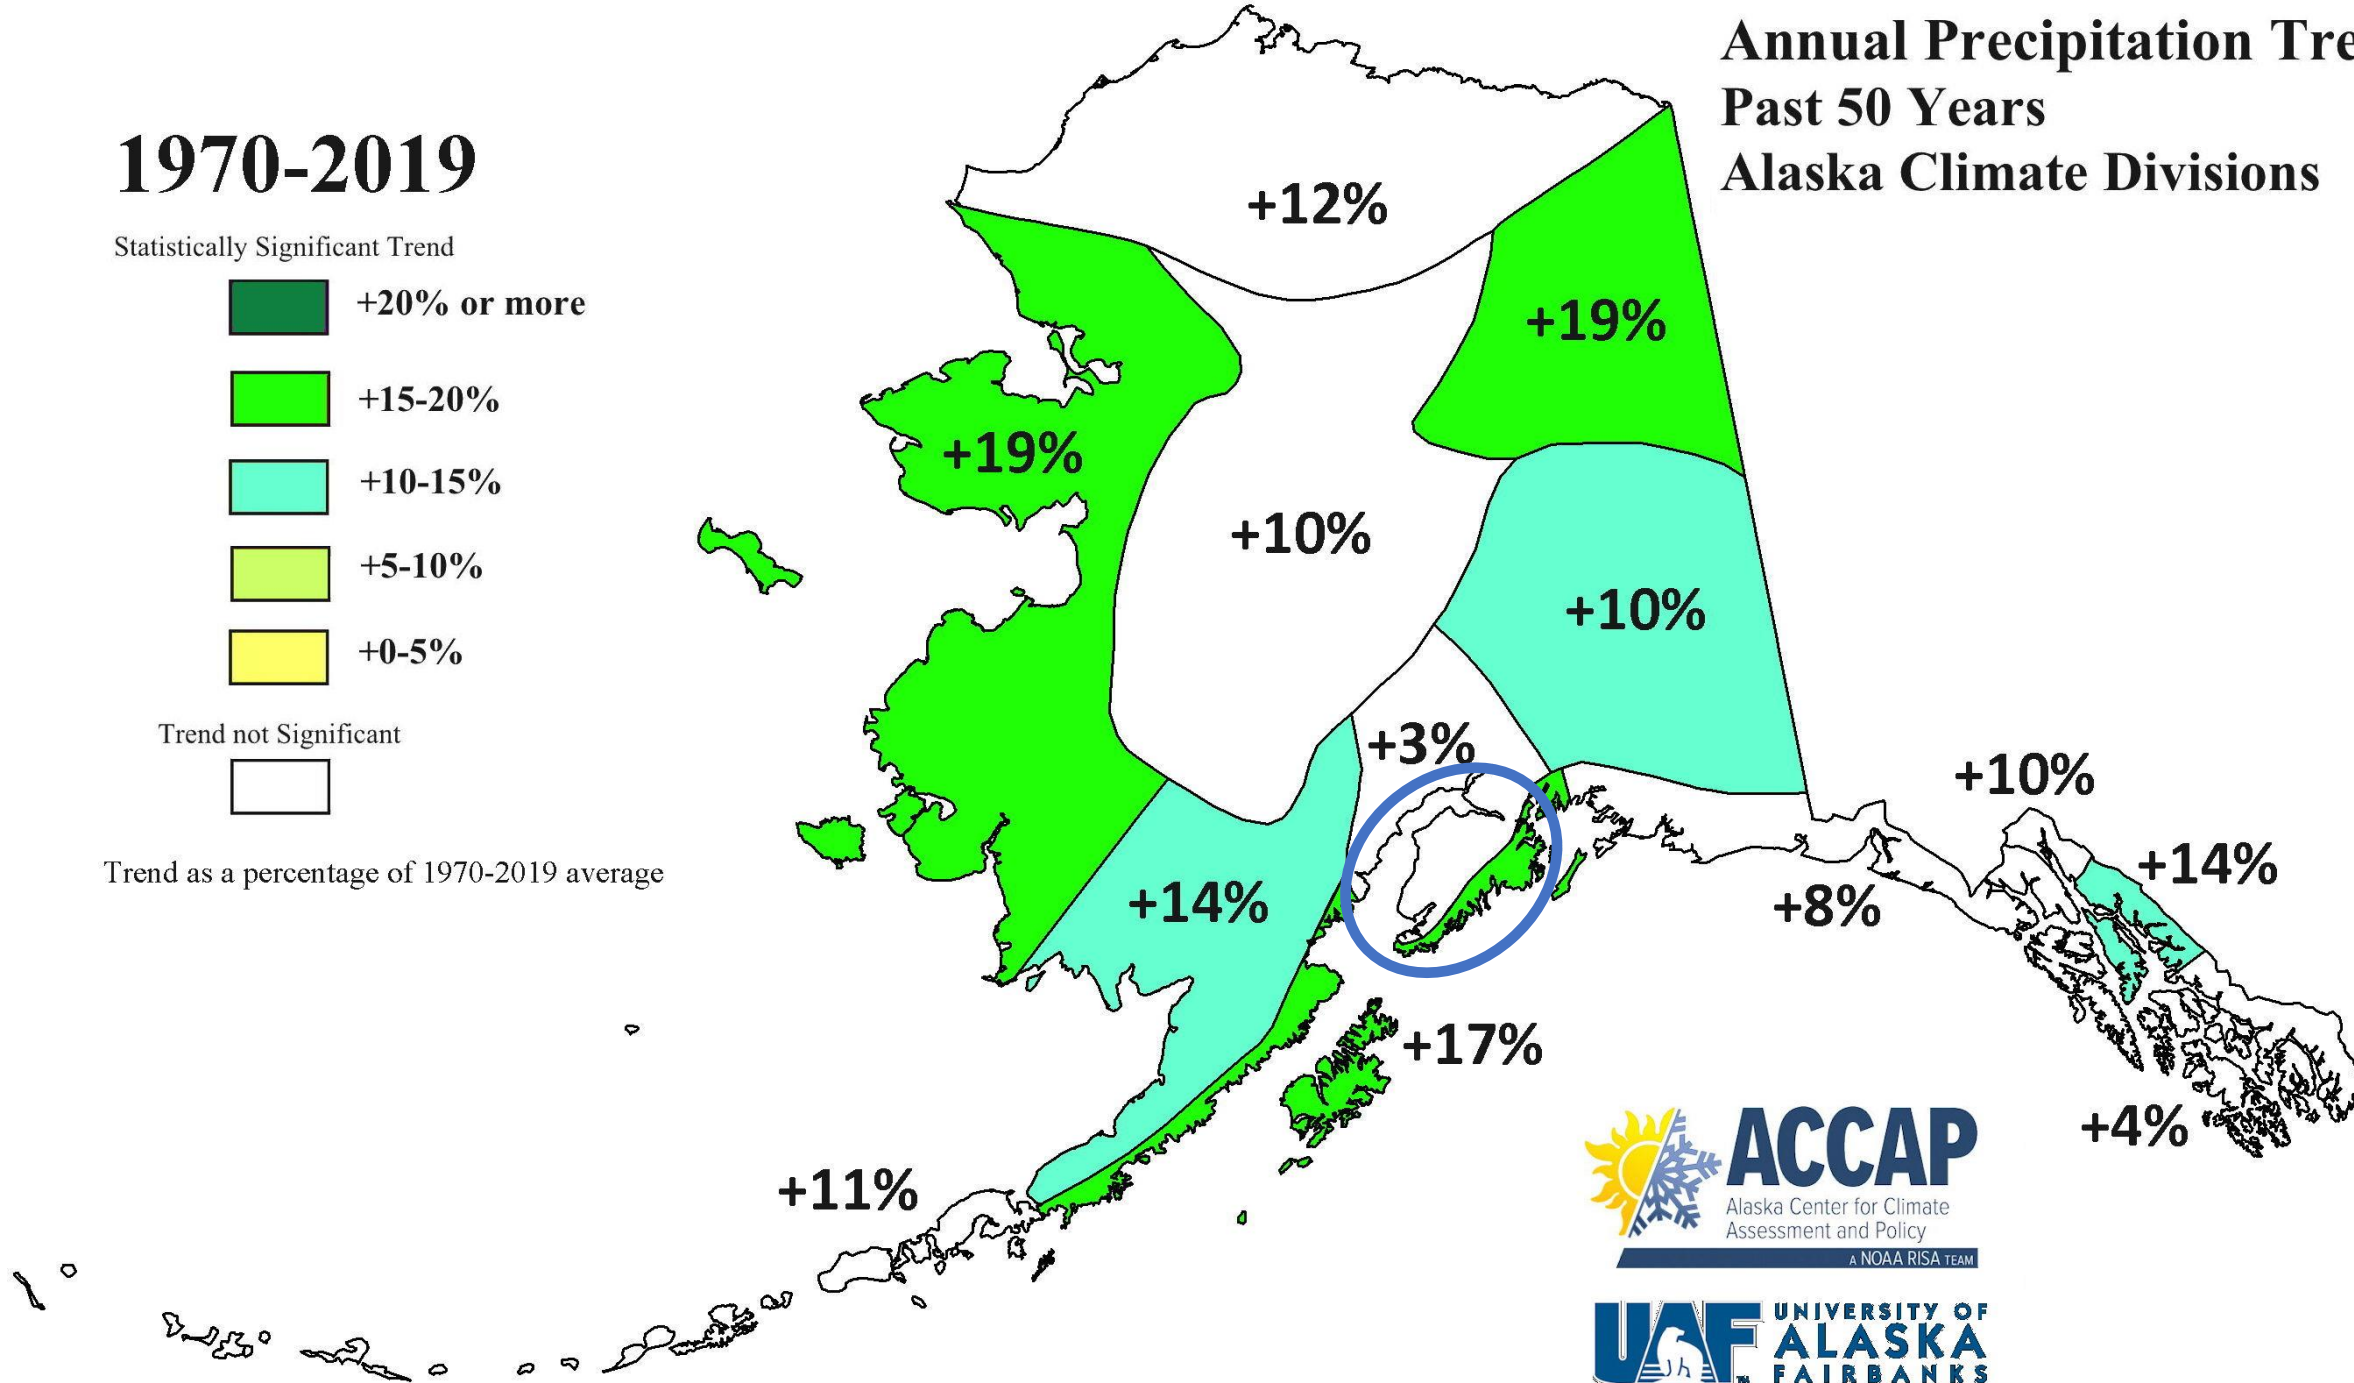 Annual Precipitation Tre
Past 50 Years
Alaska Climate Divisions
1970-2019
Statistically Significant Trend
+20% or more
+15-20%
+10-15%
+5-10%
+0-5%
Trend not Significant
Trend as a percentage of 1970-2019 average
+12%
+19%
+19%
+10%
+10%
+3%
+14%
+17%
+11%
+10%
+14%
+8%
+4%
ACCAP
Alaska Center for Climate
Assessment and Policy
A NOAA RISA TEAM
UAF
UNIVERSITY OF
ALASKA
FAIRBANKS